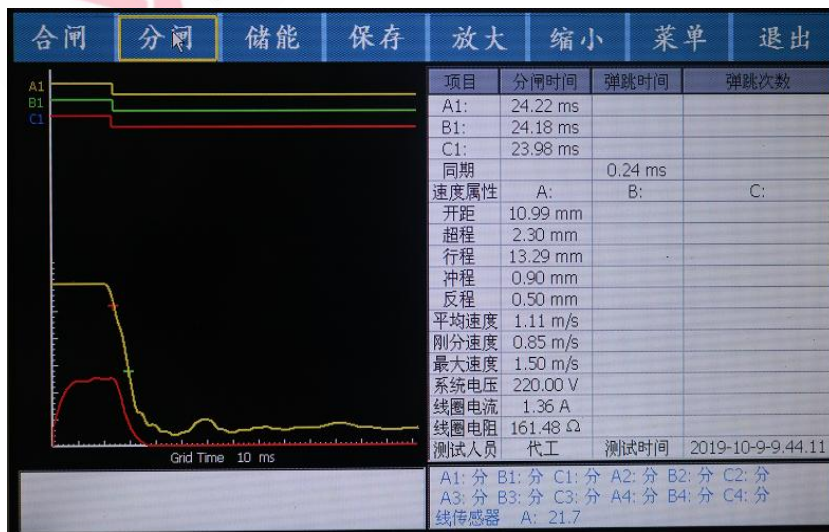 合闸 分闸 储能 保存 放大 缩小 菜单 退出
A1
B1
C1
Grid Time 10 ms
项目 分闸时间 弹跳时间 弹跳次数
A1: 24.22 ms
B1: 24.18 ms
C1: 23.98 ms
同期 0.24 ms
速度属性 A: B: C:
开距 10.99 mm
超程 2.30 mm
行程 13.29 mm
冲程 0.90 mm
反程 0.50 mm
平均速度 1.11 m/s
刚分速度 0.85 m/s
最大速度 1.50 m/s
系统电压 220.00 V
线圈电流 1.36 A
线圈电阻 161.48 Ω
测试人员 代工 测试时间 2019-10-9-9.44.11
A1: 分 B1: 分 C1: 分 A2: 分 B2: 分 C2: 分
A3: 分 B3: 分 C3: 分 A4: 分 B4: 分 C4: 分
线传感器 A: 21.7